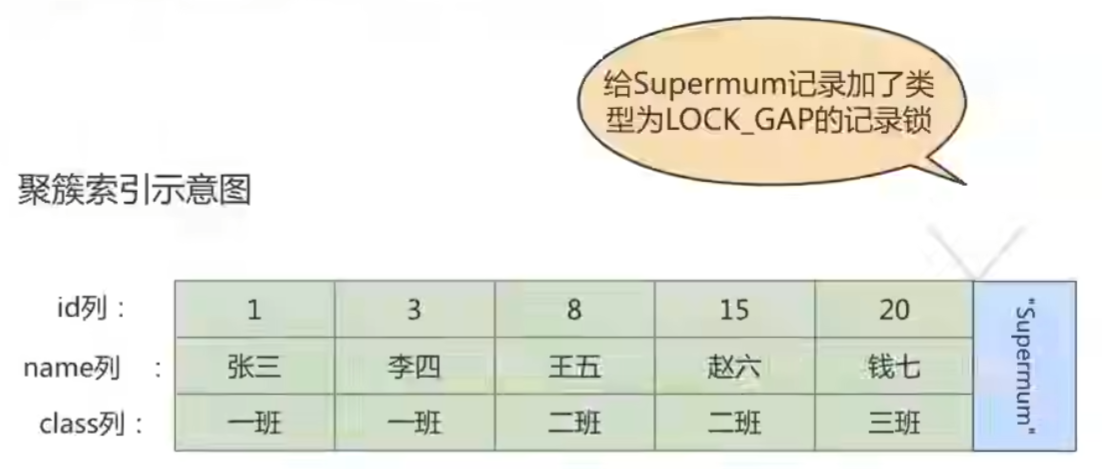 给Supermum记录加了类
型为LOCK_GAP的记录锁
聚簇索引示意图
id列： 1 3 8 15 20 "Supermum"
name列 ： 张三 李四 王五 赵六 钱七
class列： 一班 一班 二班 二班 三班